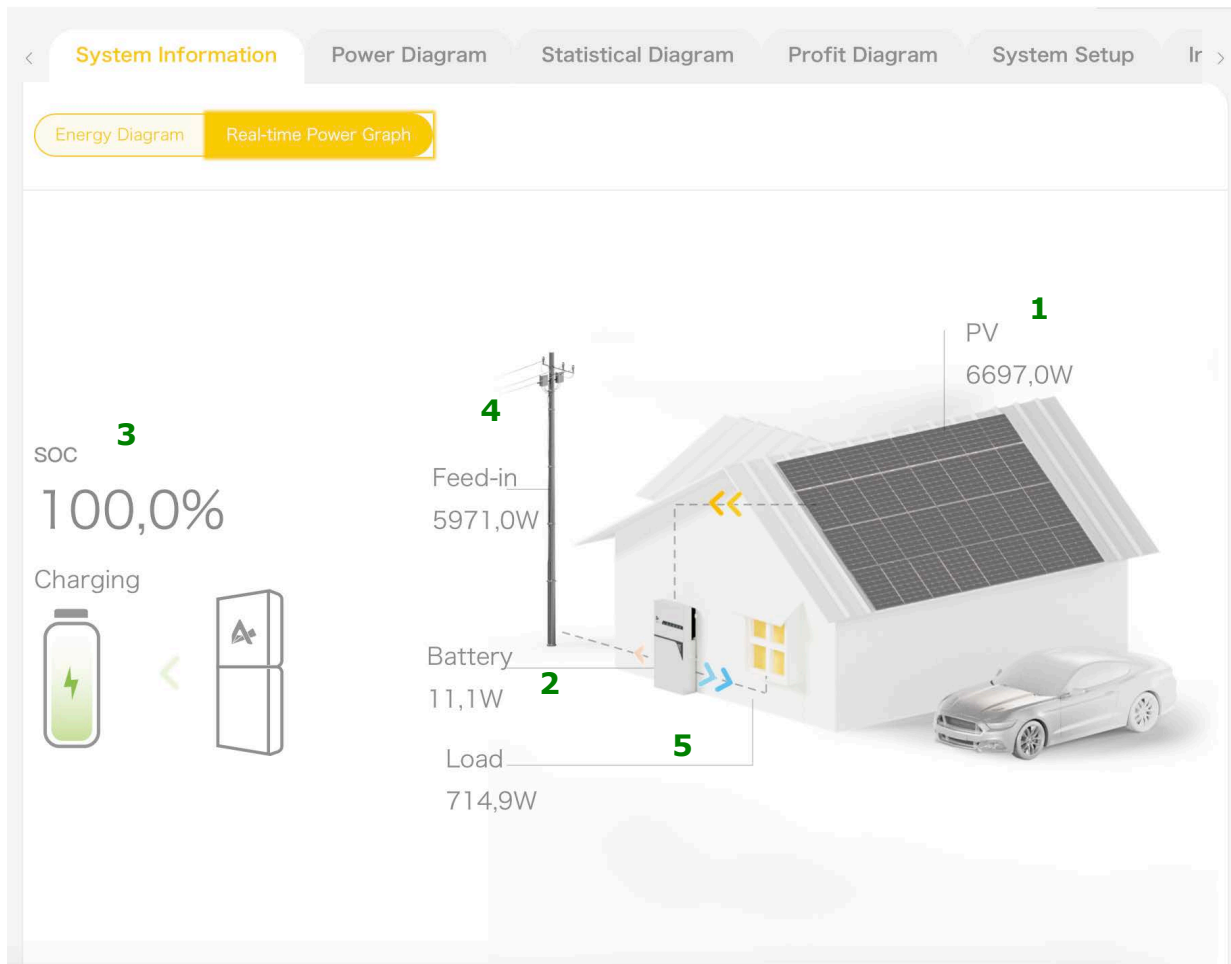 System Information
Power Diagram
Statistical Diagram
Profit Diagram
System Setup
Energy Diagram
Real-time Power Graph
1
PV
6697,0W
4
3
SOC
100,0%
Feed-in
5971,0W
Charging
Battery
2
11,1W
5
Load
714,9W